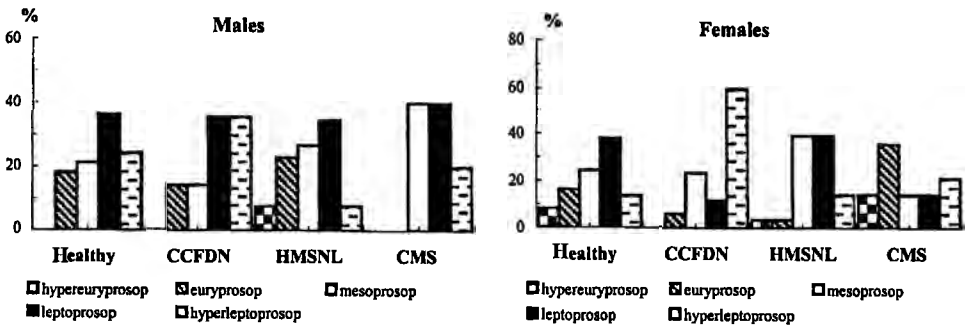 %
Males
60
40
20
0
Healthy CCFDN HMSNL CMS
hypereuryprosop euryprosop mesoprosop
leptoprosop hyperleptoprosop
%
Females
80
60
40
20
0
Healthy CCFDN HMSNL CMS
hypereuryprosop euryprosop mesoprosop
leptoprosop hyperleptoprosop